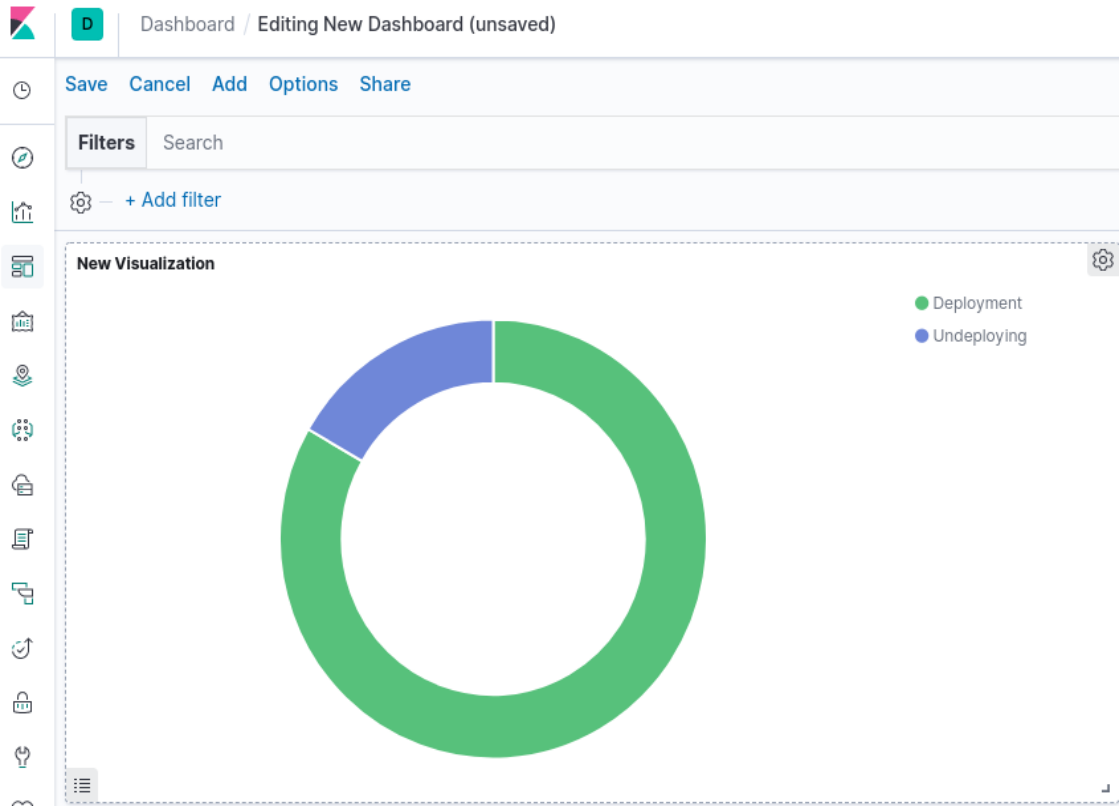 D Dashboard / Editing New Dashboard (unsaved)
Save Cancel Add Options Share
Filters Search
+ Add filter
New Visualization
Deployment
Undeploying